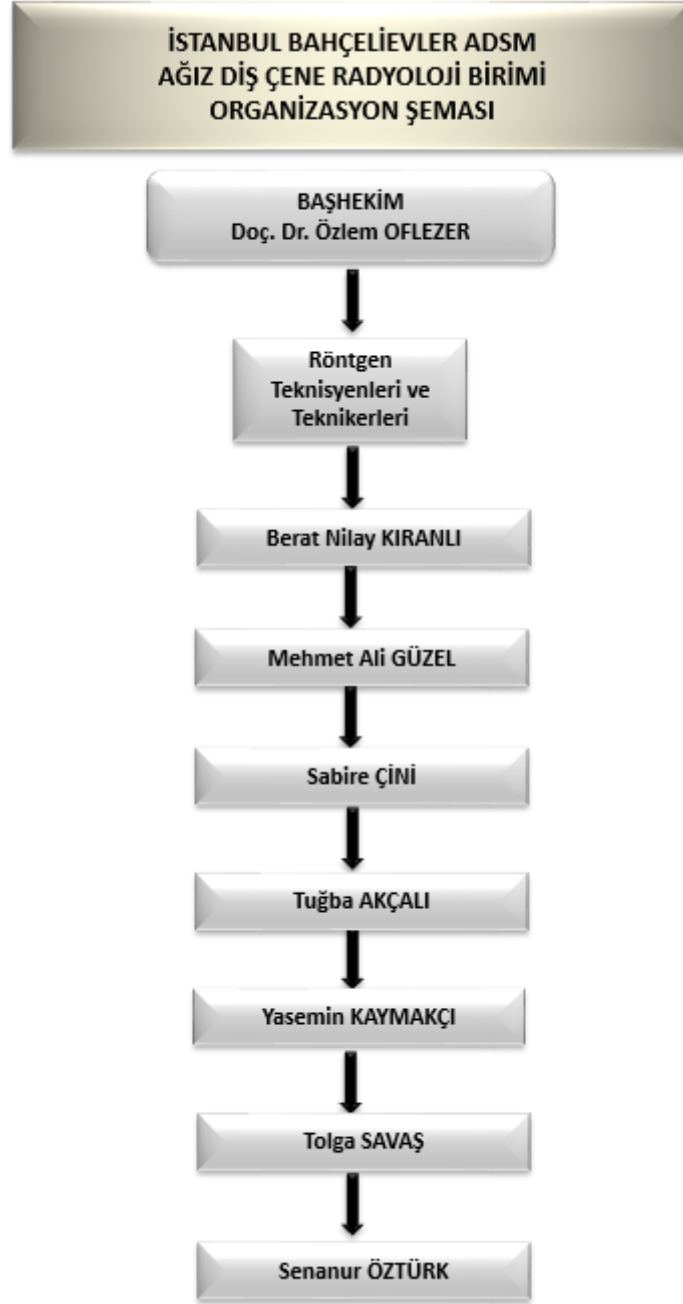 İSTANBUL BAHÇELİEVLER ADSM
AĞIZ DİŞ ÇENE RADYOLOJİ BİRİMİ
ORGANİZASYON ŞEMASI
BAŞHEKİM
Doç. Dr. Özlem OFLEZER
Röntgen
Teknisyenleri ve
Teknikerleri
Berat Nilay KIRANLI
Mehmet Ali GÜZEL
Sabire ÇİNİ
Tuğba AKÇALI
Yasemin KAYMAKÇI
Tolga SAVAŞ
Senanur ÖZTÜRK